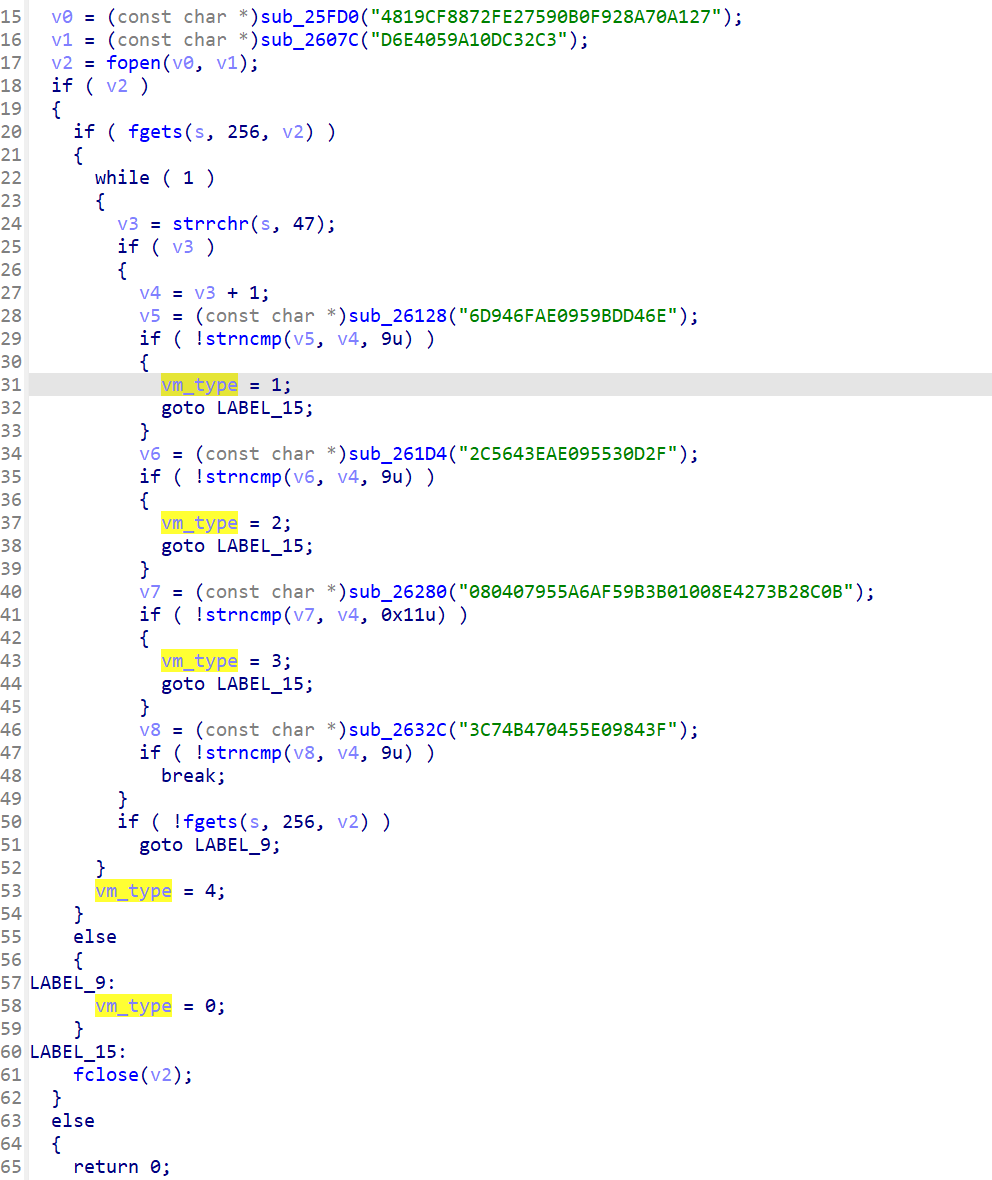 15 v0 = (const char *)sub_25FD0("4819CF8872FE27590B0F928A70A127");
16 v1 = (const char *)sub_2607C("D6E4059A10DC32C3");
17 v2 = fopen(v0, v1);
18 if ( v2 )
19 {
20 if ( fgets(s, 256, v2) )
21 {
22 while ( 1 )
23 {
24 v3 = strrchr(s, 47);
25 if ( v3 )
26 {
27 v4 = v3 + 1;
28 v5 = (const char *)sub_26128("6D946FAE0959BDD46E");
29 if ( !strncmp(v5, v4, 9u) )
30 {
31 vm_type = 1;
32 goto LABEL_15;
33 }
34 v6 = (const char *)sub_261D4("2C5643EAE095530D2F");
35 if ( !strncmp(v6, v4, 9u) )
36 {
37 vm_type = 2;
38 goto LABEL_15;
39 }
40 v7 = (const char *)sub_26280("080407955A6AF59B3B01008E4273B28C0B");
41 if ( !strncmp(v7, v4, 0x11u) )
42 {
43 vm_type = 3;
44 goto LABEL_15;
45 }
46 v8 = (const char *)sub_2632C("3C74B470455E09843F");
47 if ( !strncmp(v8, v4, 9u) )
48 break;
49 }
50 if ( !fgets(s, 256, v2) )
51 goto LABEL_9;
52 }
53 vm_type = 4;
54 }
55 else
56 {
57 LABEL_9:
58 vm_type = 0;
59 }
60 LABEL_15:
61 fclose(v2);
62 }
63 else
64 {
65 return 0;